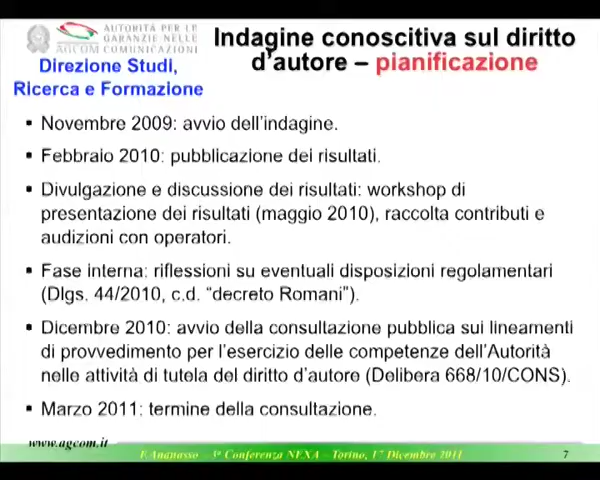 AUTORITÀ PER LE
GARANZIE NELLE
AGCOM COMUNICAZIONI
Direzione Studi,
Ricerca e Formazione
Indagine conoscitiva sul diritto
d'autore – pianificazione
▪ Novembre 2009: avvio dell'indagine.
▪ Febbraio 2010: pubblicazione dei risultati.
▪ Divulgazione e discussione dei risultati: workshop di
presentazione dei risultati (maggio 2010), raccolta contributi e
audizioni con operatori.
▪ Fase interna: riflessioni su eventuali disposizioni regolamentari
(Dlgs. 44/2010, c.d. "decreto Romani").
▪ Dicembre 2010: avvio della consultazione pubblica sui lineamenti
di provvedimento per l'esercizio delle competenze dell'Autorità
nelle attività di tutela del diritto d'autore (Delibera 668/10/CONS).
▪ Marzo 2011: termine della consultazione.
www.agcom.it
Ananasso – Conferenza NEXA – Torino, 1° Dicembre 2011
7